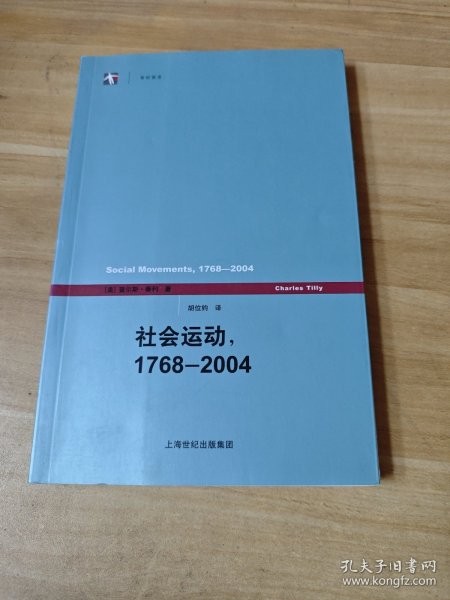 Social Movements, 1768—2004
[美] 查尔斯·蒂利 著
Charles Tilly
胡位钧 译
社会运动,
1768—2004
上海世纪出版集团
孔夫子旧书网
www.kongfz.com